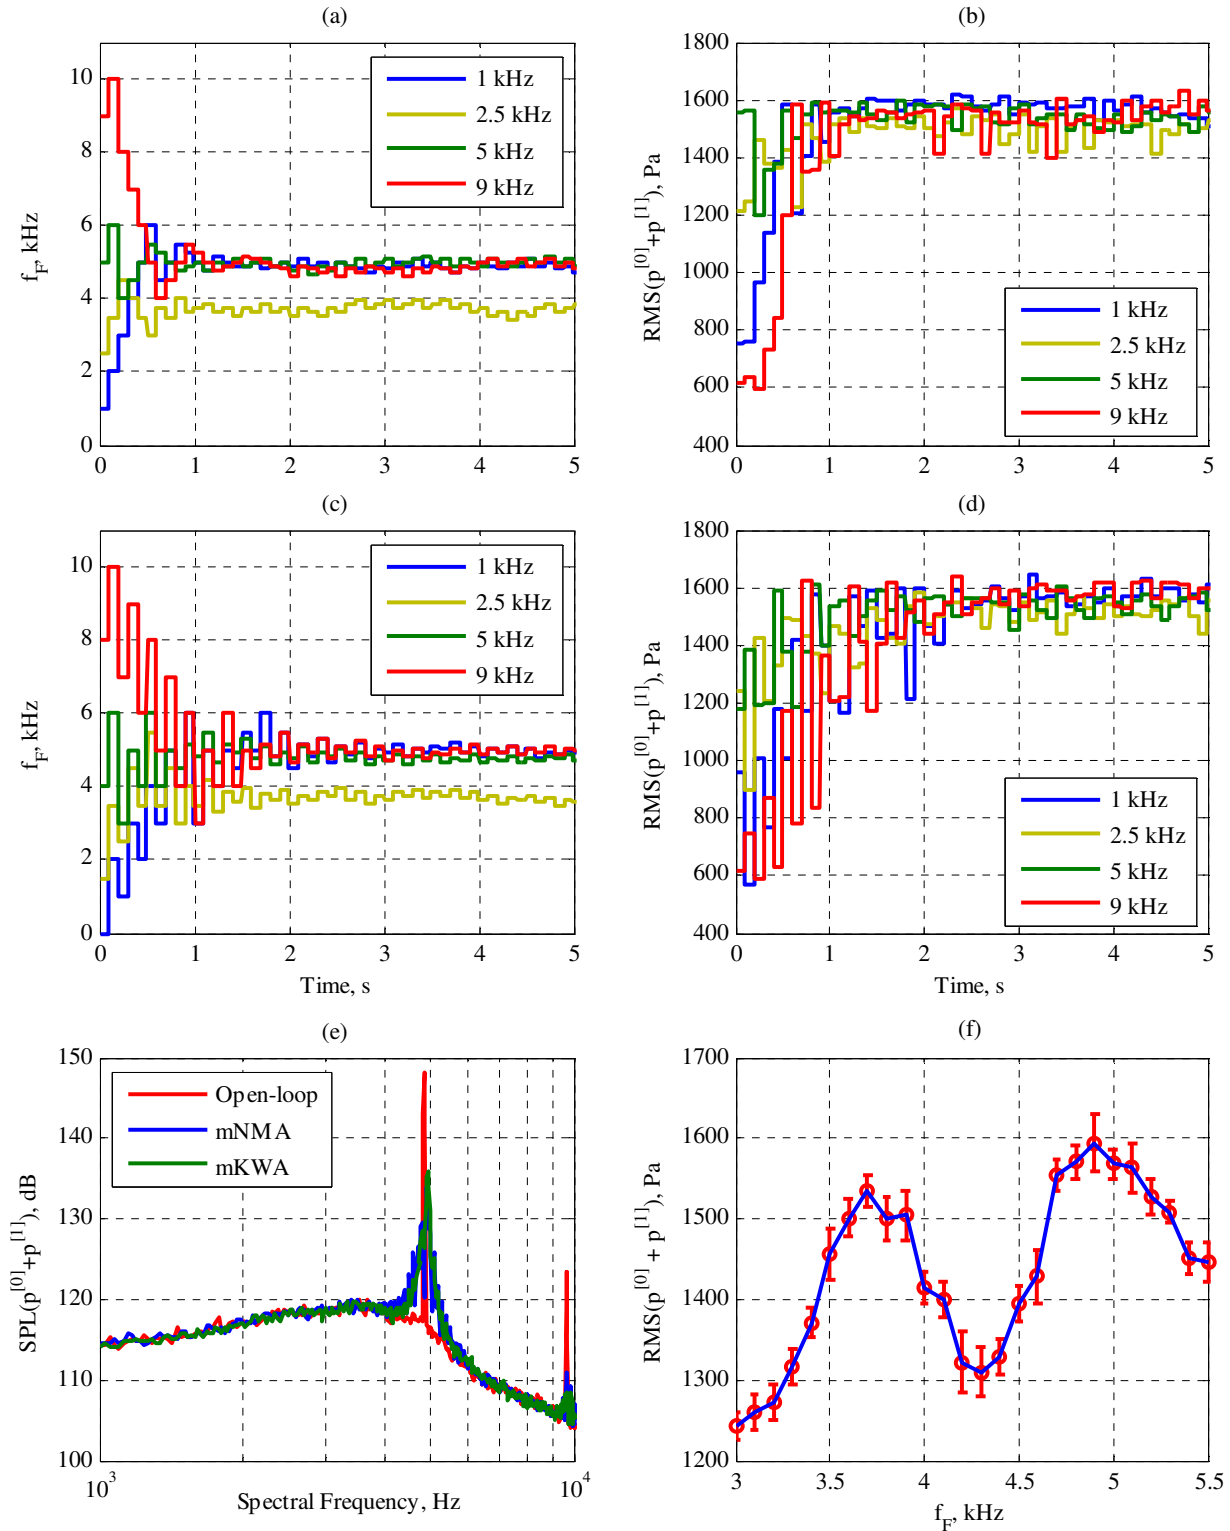 (a)
f_F, kHz
10
8
6
4
2
0
0 1 2 3 4 5
1 kHz
2.5 kHz
5 kHz
9 kHz
(b)
RMS(p^[0]+p^[1]), Pa
1800
1600
1400
1200
1000
800
600
400
0 1 2 3 4 5
1 kHz
2.5 kHz
5 kHz
9 kHz
(c)
f_F, kHz
10
8
6
4
2
0
0 1 2 3 4 5
Time, s
1 kHz
2.5 kHz
5 kHz
9 kHz
(d)
RMS(p^[0]+p^[1]), Pa
1800
1600
1400
1200
1000
800
600
400
0 1 2 3 4 5
Time, s
1 kHz
2.5 kHz
5 kHz
9 kHz
(e)
SPL(p^[0]+p^[1]), dB
150
140
130
120
110
100
10^3 10^4
Spectral Frequency, Hz
Open-loop
mNMA
mKWA
(f)
RMS(p^[0] + p^[1]), Pa
1700
1600
1500
1400
1300
1200
3 3.5 4 4.5 5 5.5
f_F, kHz